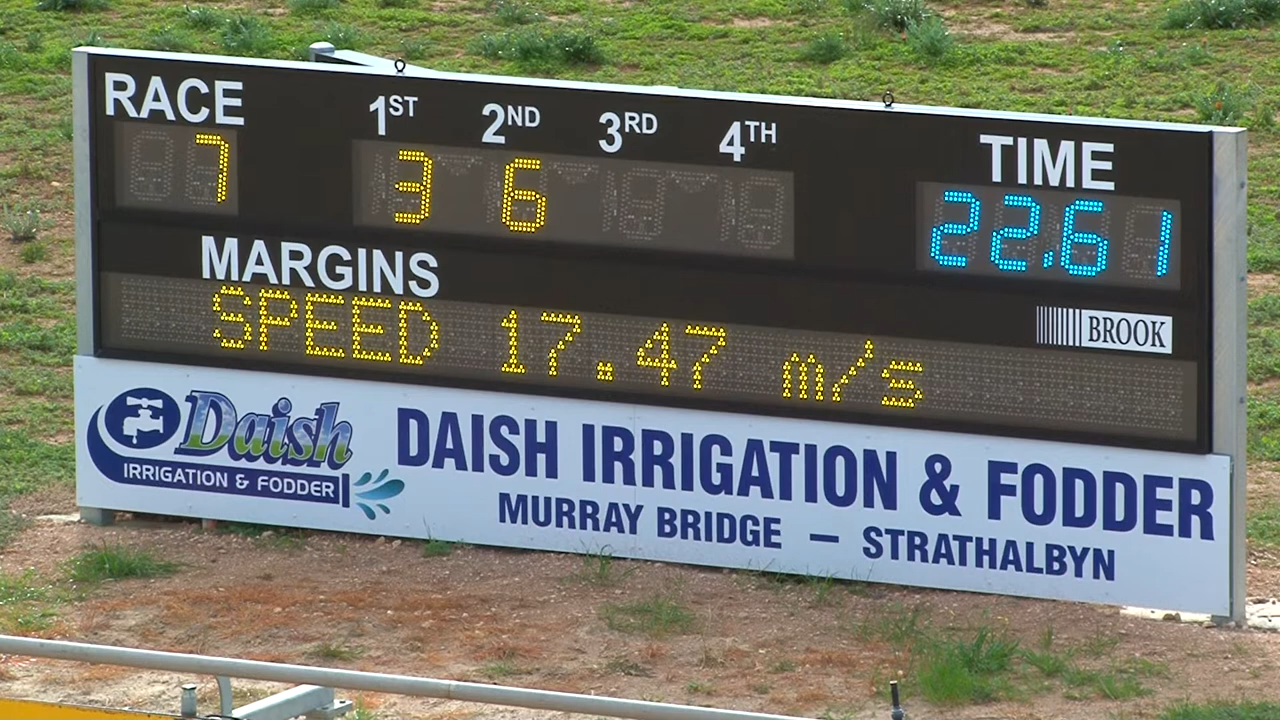 RACE 1ST 2ND 3RD 4TH TIME
7 3 6 22.61
MARGINS
BROOK
SPEED 17.47 m/s
Daish
IRRIGATION & FODDER
DAISH IRRIGATION & FODDER
MURRAY BRIDGE – STRATHALBYN